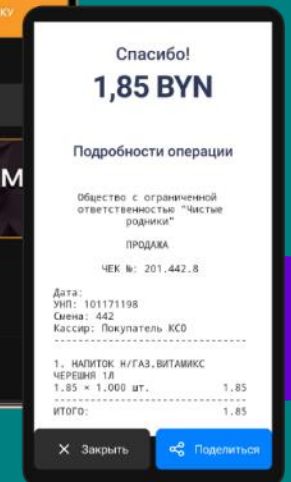 КУ
М
Спасибо!
1,85 BYN
Подробности операции
Общество с ограниченной
ответственностью "Чистые
родники"
ПРОДАЖА
ЧЕК №: 201.442.8
Дата:
УНП: 101171198
Смена: 442
Кассир: Покупатель КСО
1. НАПИТОК Н/ГАЗ.ВИТАМИКС
ЧЕРЕШНЯ 1Л
1.85 × 1.000 шт. 1.85
ИТОГО: 1.85
Закрыть
Поделиться